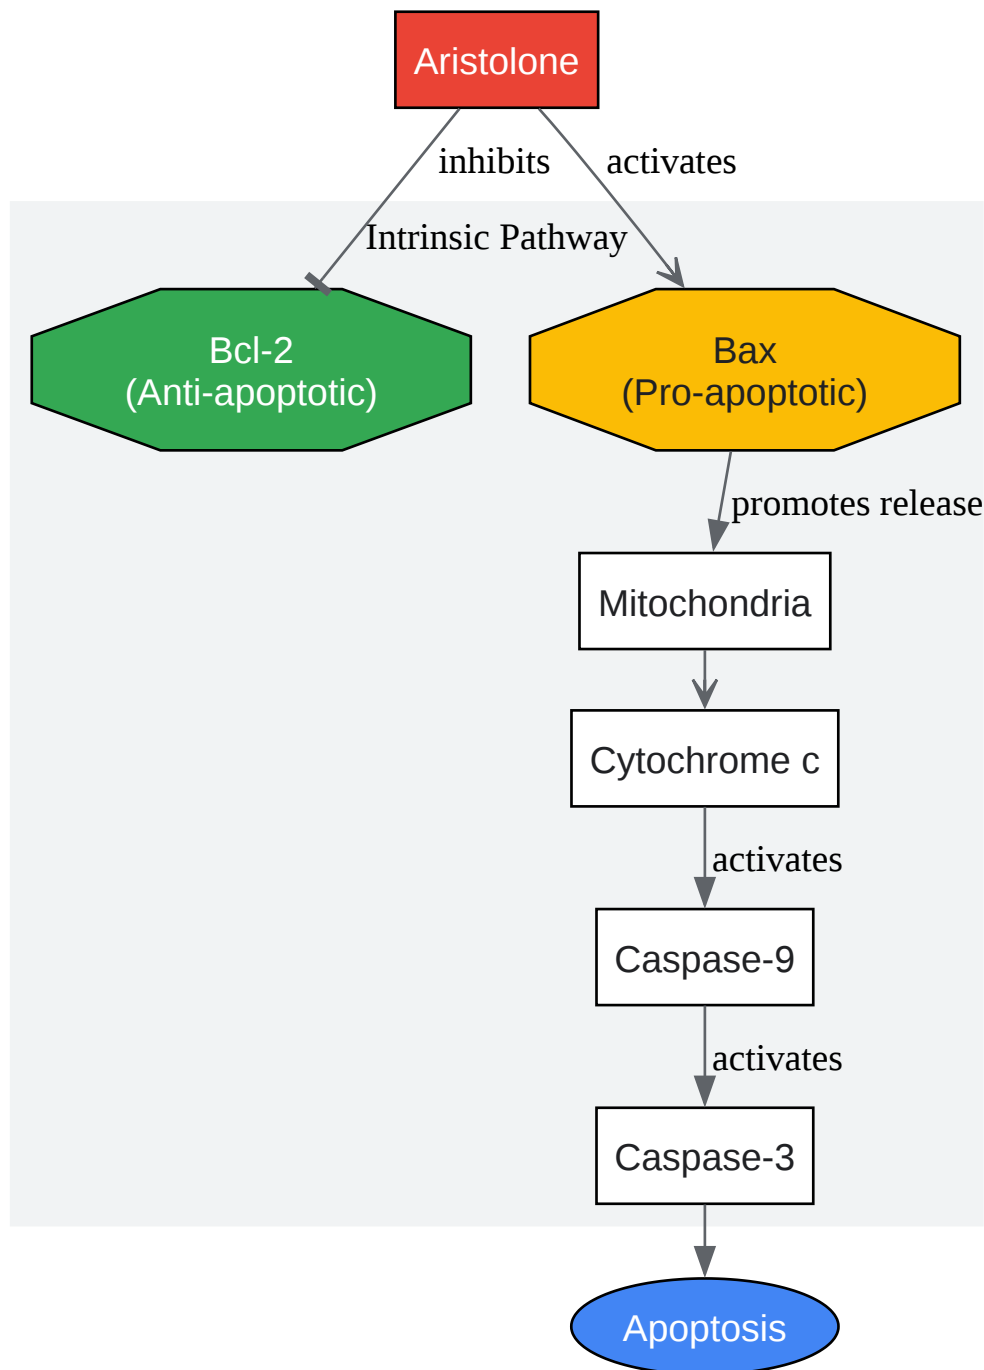 Aristolone
inhibits
activates
Intrinsic Pathway
Bcl-2
(Anti-apoptotic)
Bax
(Pro-apoptotic)
promotes release
Mitochondria
Cytochrome c
activates
Caspase-9
activates
Caspase-3
Apoptosis